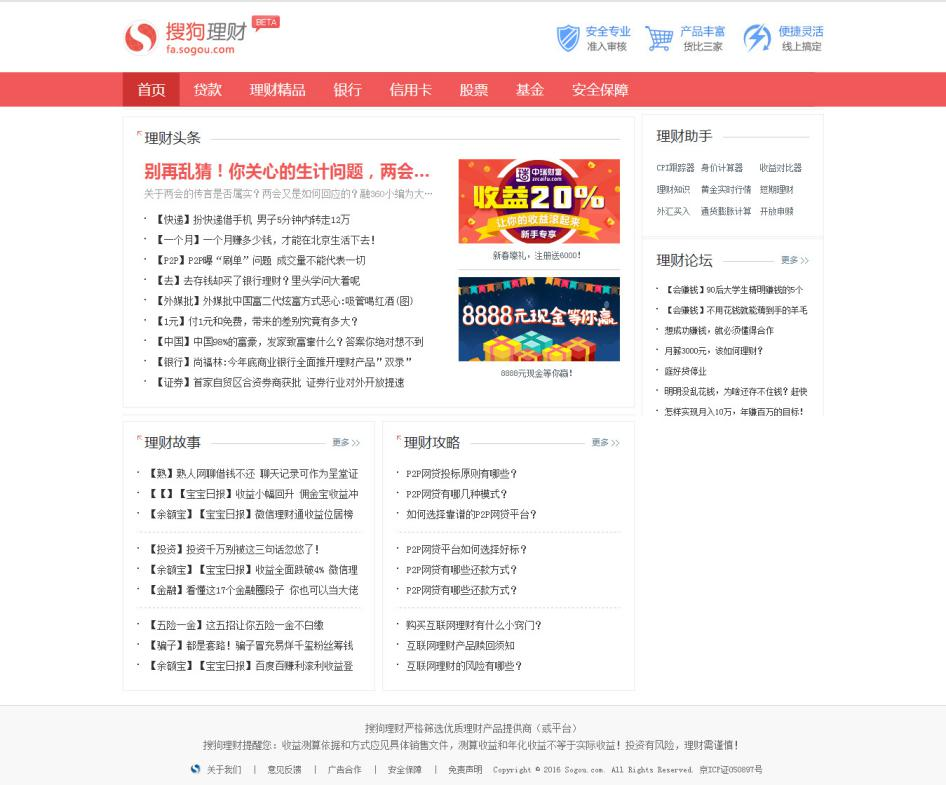 搜狗理财 BETA
fa.sogou.com
安全专业
准入审核
产品丰富
货比三家
便捷灵活
线上搞定
首页 贷款 理财精品 银行 信用卡 股票 基金 安全保障
理财头条
别再乱猜！你关心的生计问题，两会…
关于两会的传言是否属实？两会又是如何回应的？融360小编为大…
【快递】扮快递借手机 男子5分钟内转走12万
【一个月】一个月赚多少钱，才能在北京生活下去！
【P2P】P2P曝“刷单”问题 成交量不能代表一切
【去】去存钱却买了银行理财？里头学问大着呢
【外媒批】外媒批中国富二代炫富方式恶心:吸管喝红酒(图)
【1元】付1元和免费，带来的差别究竟有多大？
【中国】中国98%的富豪，发家致富靠什么？答案你绝对想不到
【银行】尚福林:今年底商业银行全面推开理财产品”双录”
【证券】首家自贸区合资券商获批 证券行业对外开放提速
中瑞财富
zrcaifu.com
收益20%
让你的收益滚起来
新手专享
新春壕礼，注册送6000！
8888元现金等你赢
8888元现金等你赢！
理财助手
CPI跟踪器 身价计算器 收益对比器
理财知识 黄金实时行情 短期理财
外汇买入 通货膨胀计算 开放申赎
理财论坛 更多>>
【会赚钱】90后大学生精明赚钱的5个
【会赚钱】不用花钱就能薅到手的羊毛
想成功赚钱，就必须懂得合作
月薪3000元，该如何理财？
庭好贷停业
明明没乱花钱，为啥还存不住钱？赶快
怎样实现月入10万，年赚百万的目标！
理财故事 更多>>
【熟】熟人网聊借钱不还 聊天记录可作为呈堂证
【【】【宝宝日报】收益小幅回升 佣金宝收益冲
【余额宝】【宝宝日报】微信理财通收益位居榜
【投资】投资千万别被这三句话忽悠了！
【余额宝】【宝宝日报】收益全面跌破4% 微信理
【金融】看懂这17个金融圈段子 你也可以当大佬
【五险一金】这五招让你五险一金不白缴
【骗子】都是套路！骗子冒充易烊千玺粉丝筹钱
【余额宝】【宝宝日报】百度百赚利滚利收益登
理财攻略 更多>>
P2P网贷投标原则有哪些？
P2P网贷有哪几种模式？
如何选择靠谱的P2P网贷平台？
P2P网贷平台如何选择好标？
P2P网贷有哪些还款方式？
P2P网贷有哪些还款方式？
购买互联网理财有什么小窍门？
互联网理财产品赎回须知
互联网理财的风险有哪些？
搜狗理财严格筛选优质理财产品提供商（或平台）
搜狗理财提醒您：收益测算依据和方式应见具体销售文件，测算收益和年化收益不等于实际收益！投资有风险，理财需谨慎！
关于我们 | 意见反馈 | 广告合作 | 安全保障 | 免责声明 Copyright © 2016 Sogou.com. All Rights Reserved. 京ICP证050897号